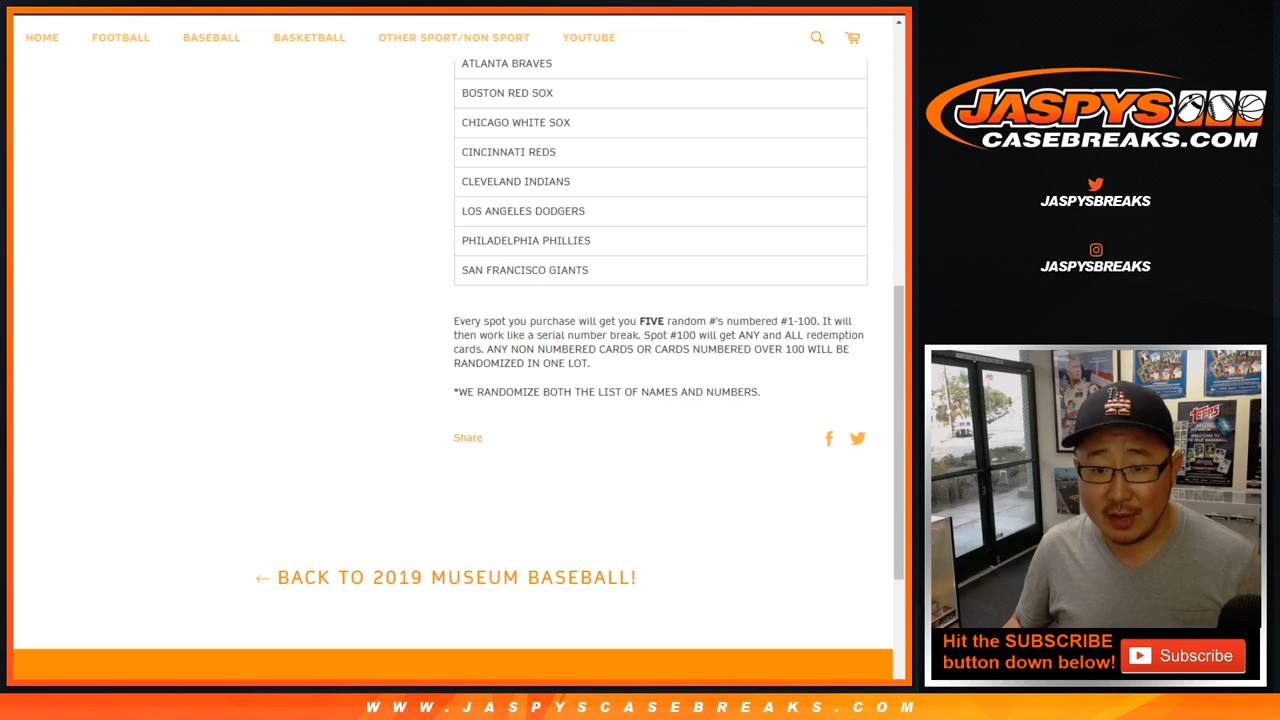 HOME FOOTBALL BASEBALL BASKETBALL OTHER SPORT/NON SPORT YOUTUBE
ATLANTA BRAVES
BOSTON RED SOX
CHICAGO WHITE SOX
CINCINNATI REDS
CLEVELAND INDIANS
LOS ANGELES DODGERS
PHILADELPHIA PHILLIES
SAN FRANCISCO GIANTS
Every spot you purchase will get you FIVE random #'s numbered #1-100. It will
then work like a serial number break. Spot #100 will get ANY and ALL redemption
cards. ANY NON NUMBERED CARDS OR CARDS NUMBERED OVER 100 WILL BE
RANDOMIZED IN ONE LOT.
*WE RANDOMIZE BOTH THE LIST OF NAMES AND NUMBERS.
Share
← BACK TO 2019 MUSEUM BASEBALL!
JASPYS
CASEBREAKS.COM
JASPYSBREAKS
JASPYSBREAKS
topps
BASEBALL
LA
Hit the SUBSCRIBE
button down below!
Subscribe
WWW.JASPYSCASEBREAKS.COM